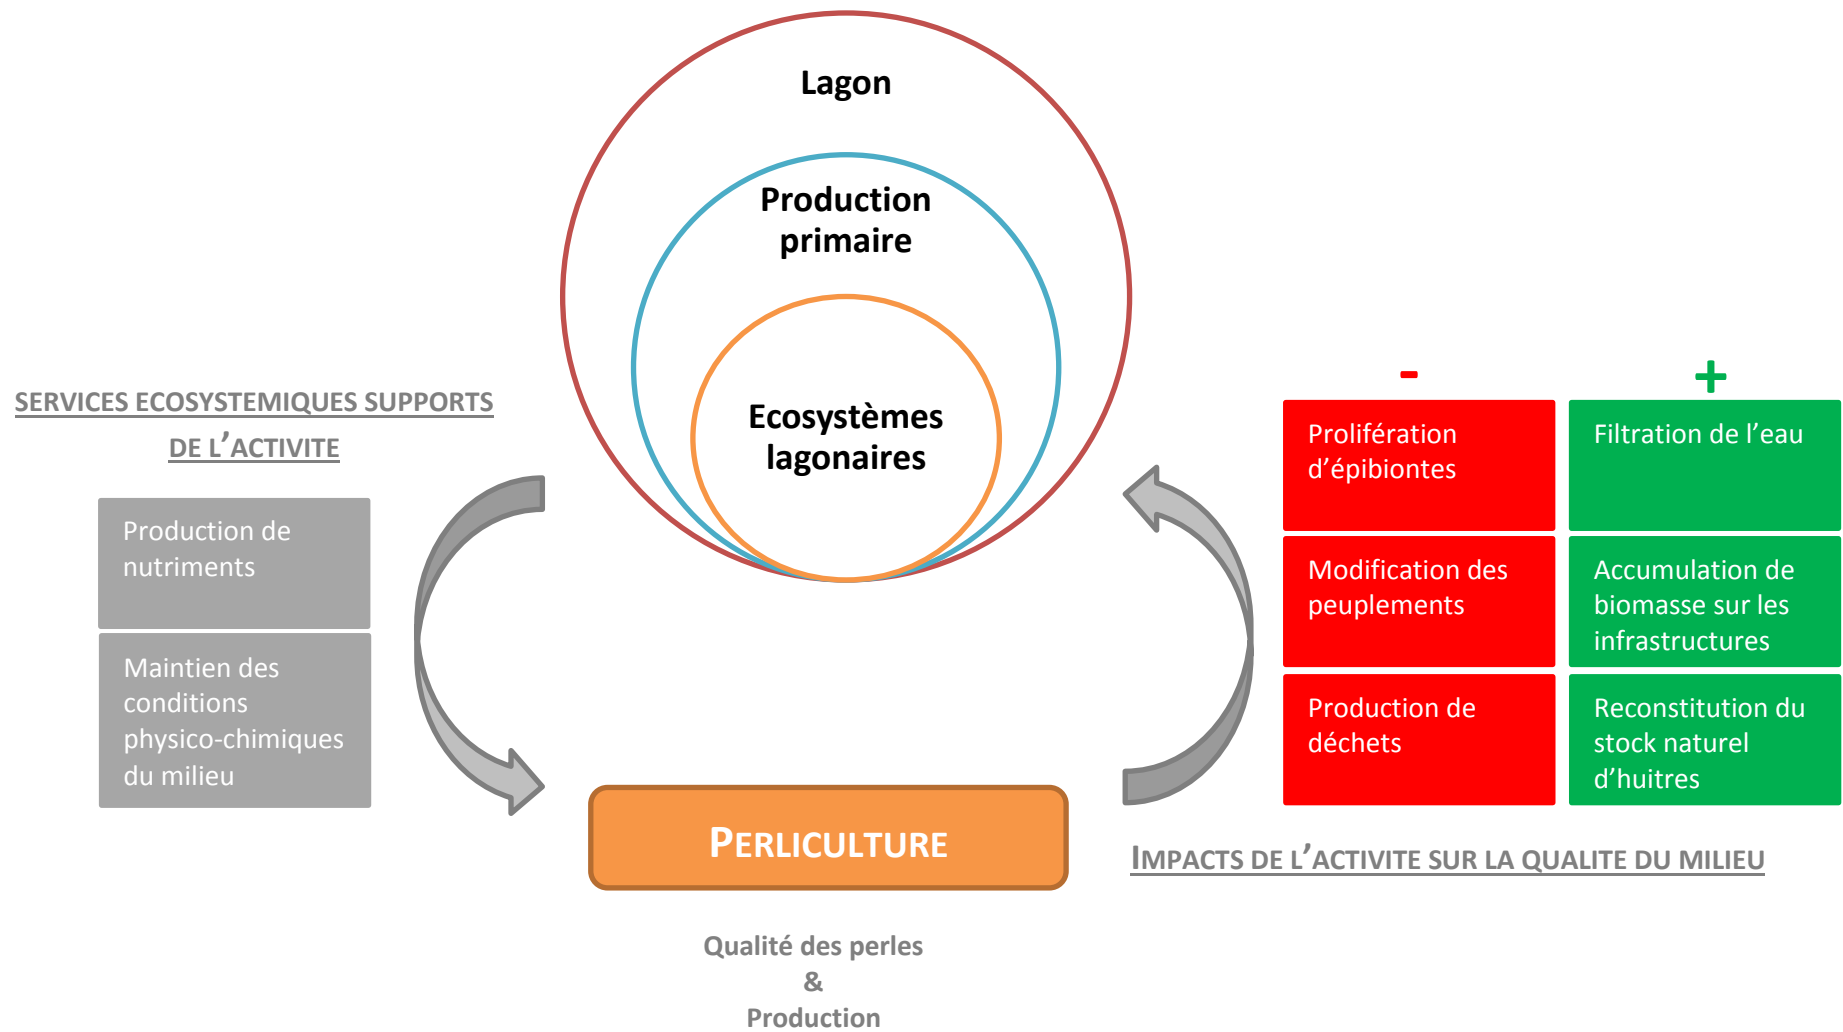 Lagon
Production
primaire
Ecosystèmes
lagonaires
SERVICES ECOSYSTEMIQUES SUPPORTS
DE L'ACTIVITE
Production de
nutriments
Maintien des
conditions
physico-chimiques
du milieu
-
+
Prolifération
d'épibiontes
Filtration de l'eau
Modification des
peuplements
Accumulation de
biomasse sur les
infrastructures
Production de
déchets
Reconstitution du
stock naturel
d'huitres
PERLICULTURE
IMPACTS DE L'ACTIVITE SUR LA QUALITE DU MILIEU
Qualité des perles
&
Production